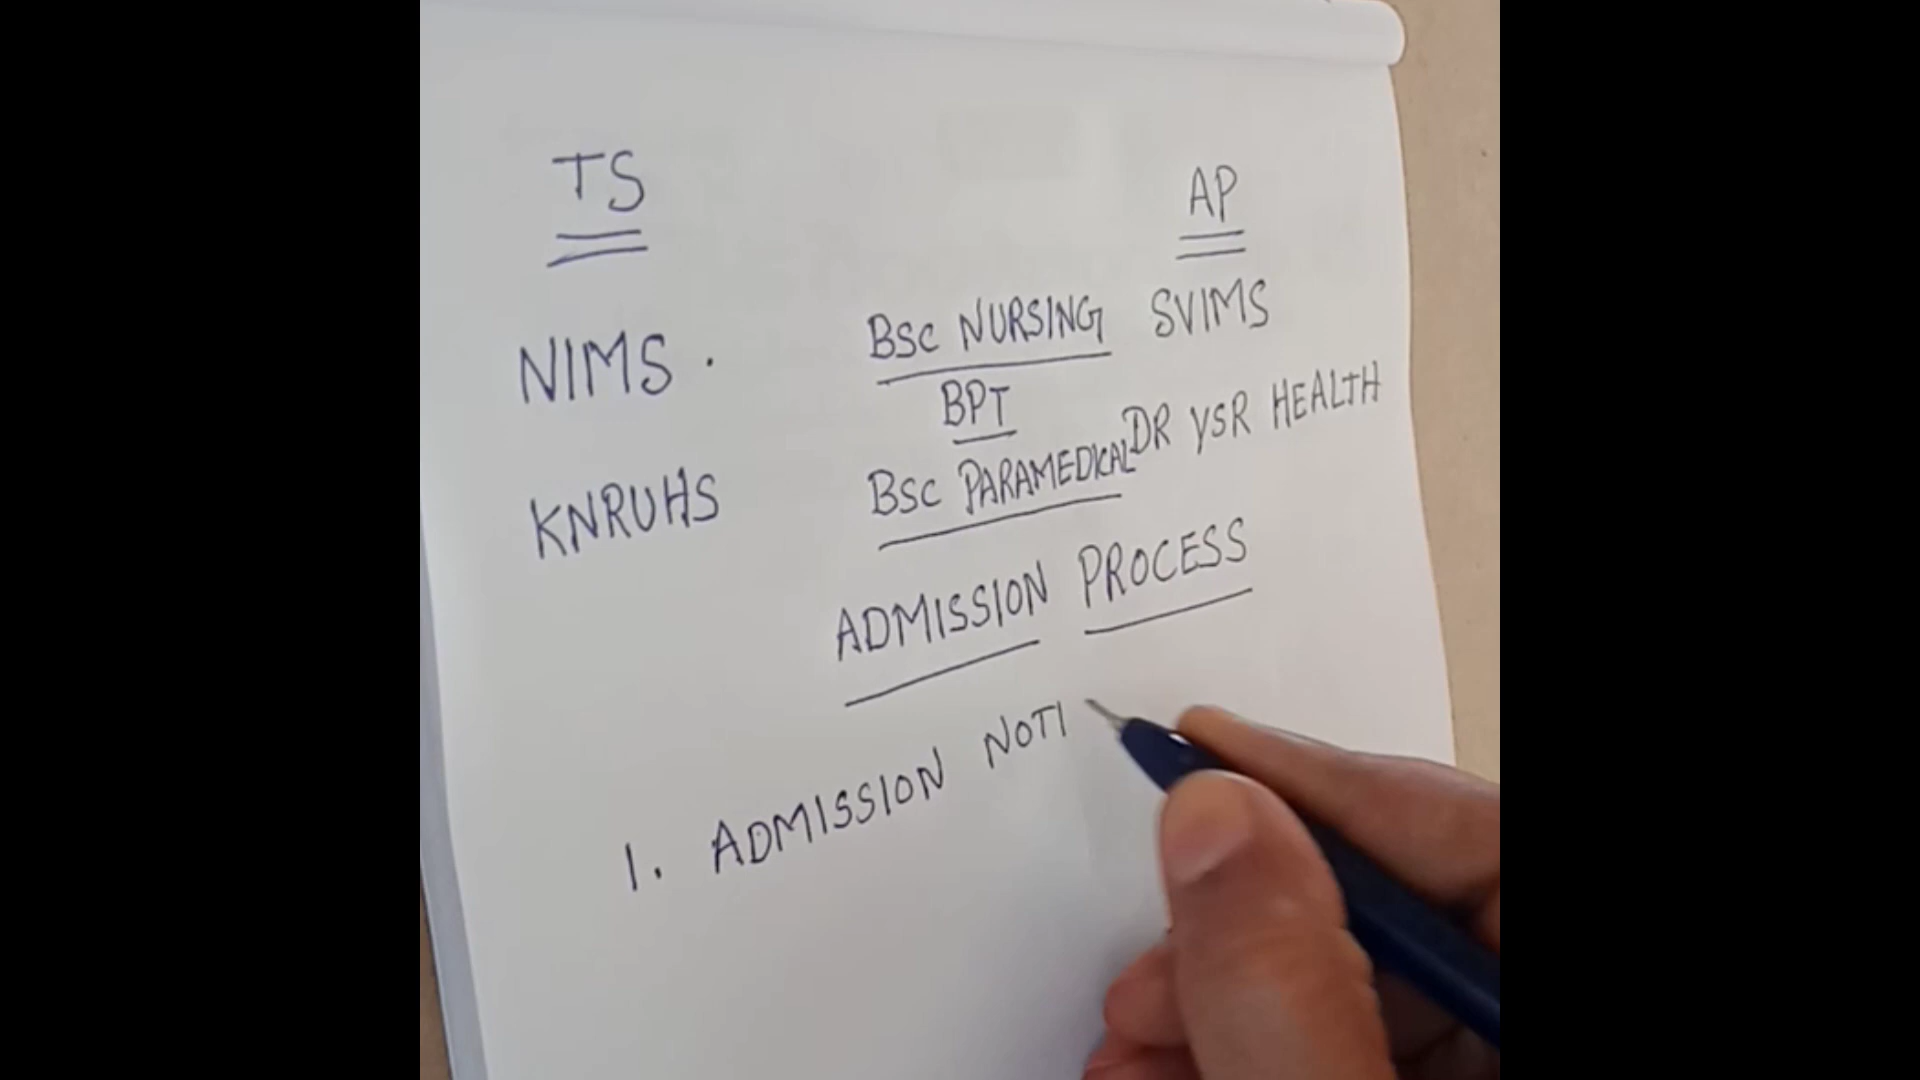 TS
AP
NIMS .
BSC NURSING
SVIMS
BPT
DR YSR HEALTH
KNRUHS
BSC PARAMEDICAL
ADMISSION PROCESS
1. ADMISSION NOTI